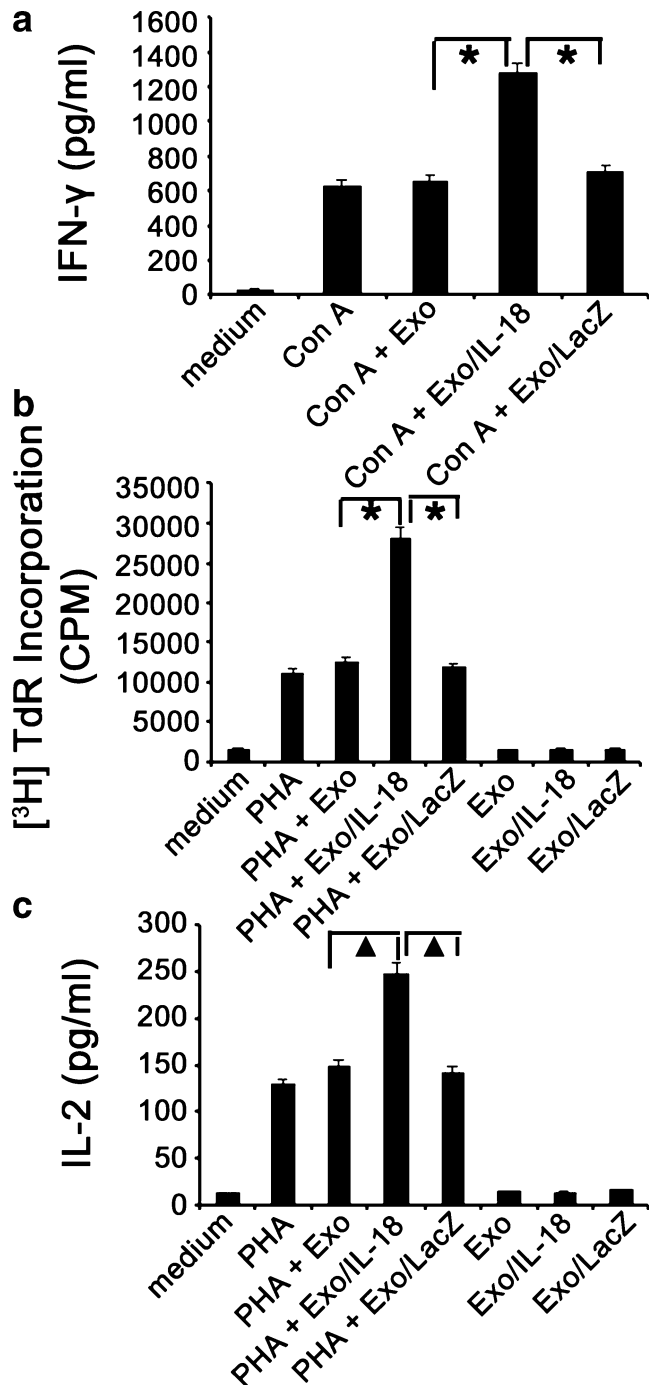 a
IFN-γ (pg/ml)
1600
1400
1200
1000
800
600
400
200
0
*
*
medium
Con A
Con A + Exo
Con A + Exo/IL-18
Con A + Exo/LacZ
b
[³H] TdR Incorporation
(CPM)
35000
30000
25000
20000
15000
10000
5000
0
*
*
medium
PHA
PHA + Exo
PHA + Exo/IL-18
PHA + Exo/LacZ
Exo
Exo/IL-18
Exo/LacZ
c
IL-2 (pg/ml)
300
250
200
150
100
50
0
▲
▲
medium
PHA
PHA + Exo
PHA + Exo/IL-18
PHA + Exo/LacZ
Exo
Exo/IL-18
Exo/LacZ